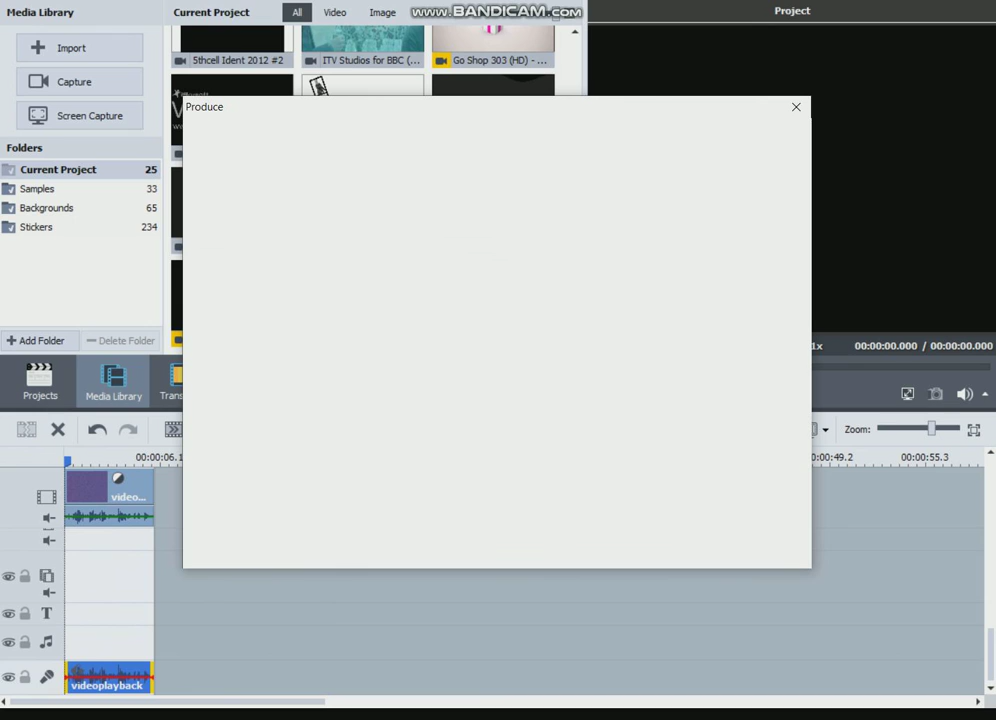 Media Library
Current Project
All
Video
Image
www.BANDICAM.com
Project
Import
Capture
Screen Capture
Folders
Current Project 25
Samples 33
Backgrounds 65
Stickers 234
Add Folder
Delete Folder
5thcell Ident 2012 #2
ITV Studios for BBC (...
Go Shop 303 (HD) - ...
Produce
1x
00:00:00.000 / 00:00:00.000
Projects
Media Library
Trans
Zoom:
00:00:06.1
0:00:49.2
00:00:55.3
video...
T
videoplayback